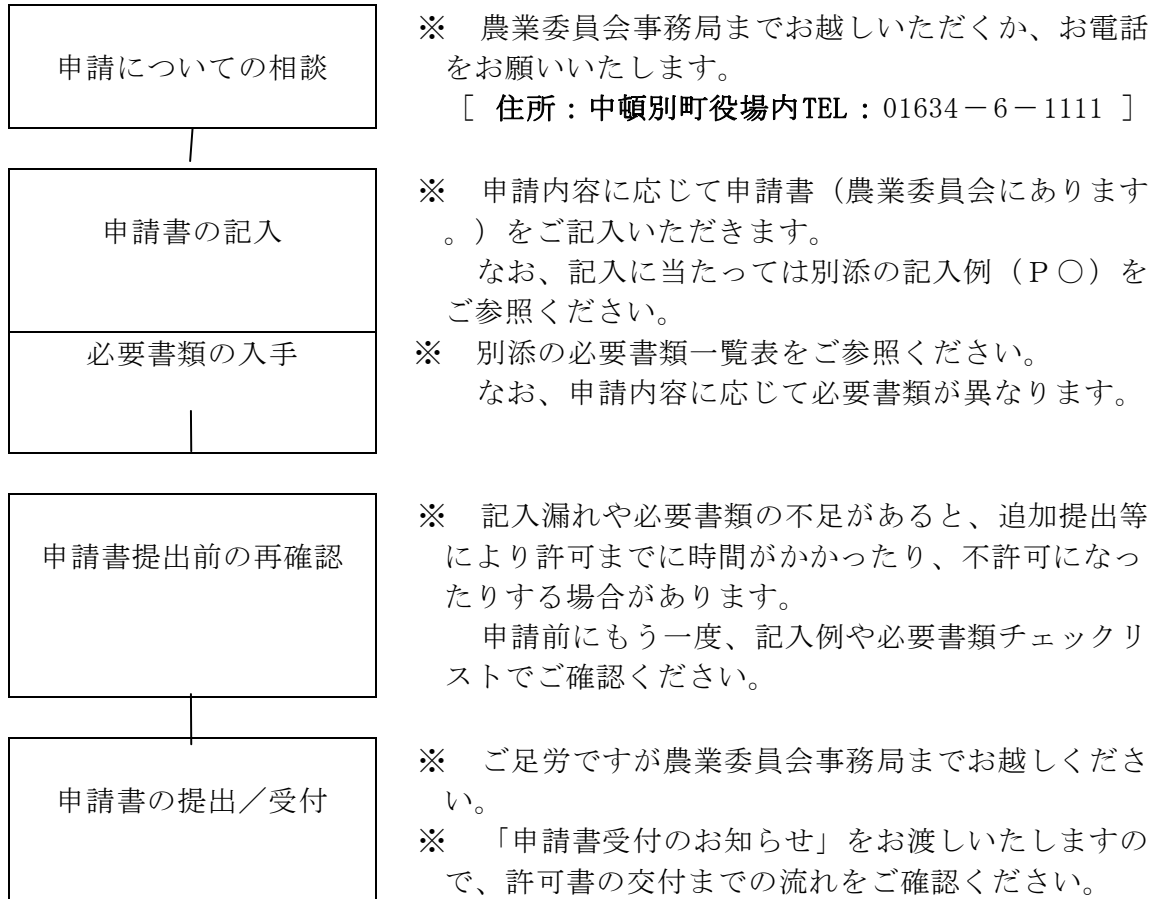 申請についての相談
※　農業委員会事務局までお越しいただくか、お電話
をお願いいたします。
［ 住所：中頓別町役場内TEL：01634－6－1111 ］
申請書の記入
※　申請内容に応じて申請書（農業委員会にあります
。）をご記入いただきます。
なお、記入に当たっては別添の記入例（Ｐ○）を
ご参照ください。
必要書類の入手
※　別添の必要書類一覧表をご参照ください。
なお、申請内容に応じて必要書類が異なります。
申請書提出前の再確認
※　記入漏れや必要書類の不足があると、追加提出等
により許可までに時間がかかったり、不許可になっ
たりする場合があります。
申請前にもう一度、記入例や必要書類チェックリ
ストでご確認ください。
申請書の提出／受付
※　ご足労ですが農業委員会事務局までお越しくださ
い。
※　「申請書受付のお知らせ」をお渡しいたしますの
で、許可書の交付までの流れをご確認ください。